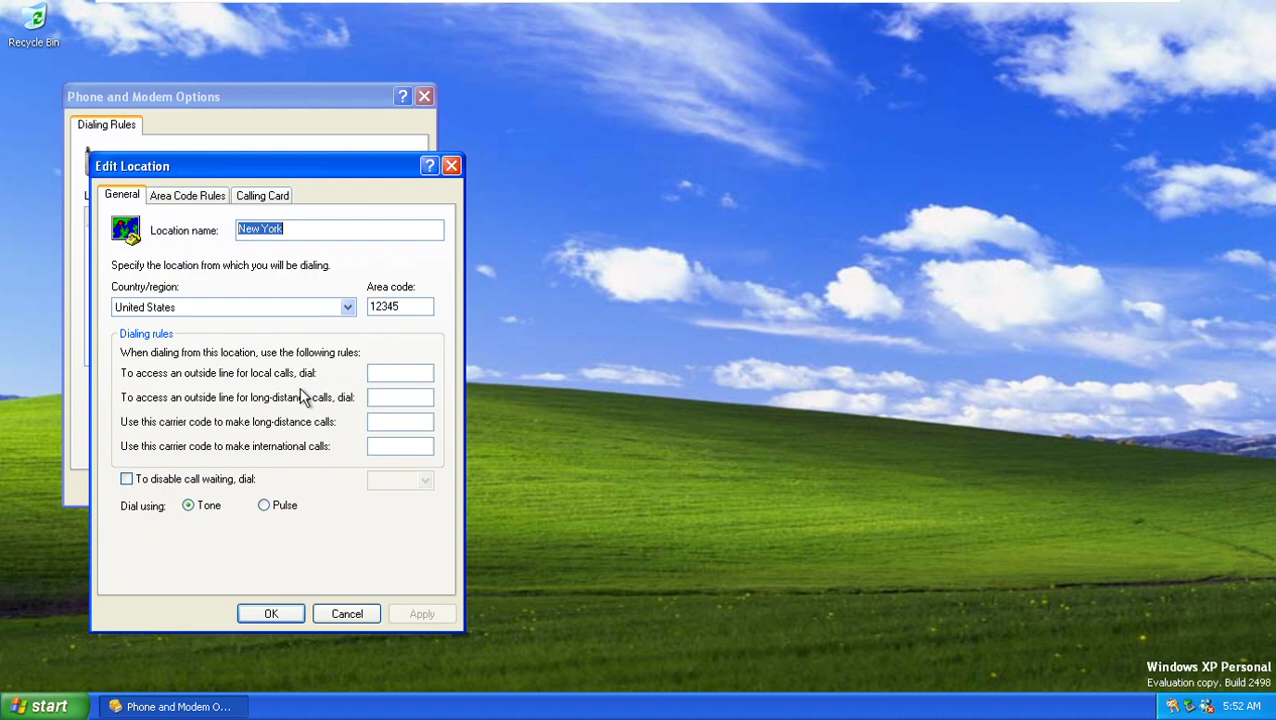 Recycle Bin
Phone and Modem Options
Dialing Rules
Edit Location
General
Area Code Rules
Calling Card
Location name:
New York
Specify the location from which you will be dialing.
Country/region:
Area code:
United States
12345
Dialing rules
When dialing from this location, use the following rules:
To access an outside line for local calls, dial:
To access an outside line for long-distance calls, dial:
Use this carrier code to make long-distance calls:
Use this carrier code to make international calls:
To disable call waiting, dial:
Dial using:
Tone
Pulse
OK
Cancel
Apply
Windows XP Personal
Evaluation copy. Build 2498
start
Phone and Modem O...
5:52 AM